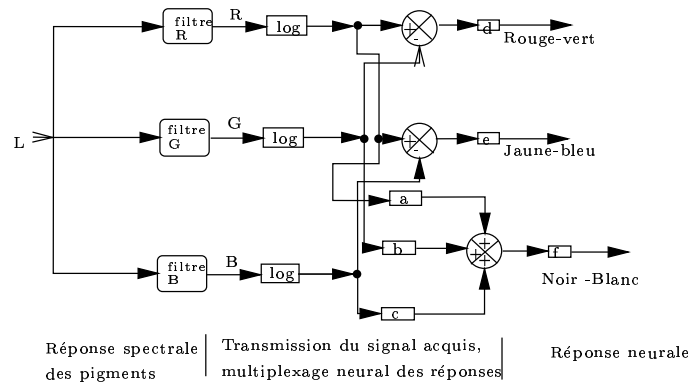 filtre R
R
log
+
-
d
Rouge-vert
L
filtre
G
G
log
+
-
e
Jaune-bleu
a
filtre
B
B
log
b
+
+
+
f
Noir -Blanc
c
Réponse spectrale
des pigments
Transmission du signal acquis,
multiplexage neural des réponses
Réponse neurale